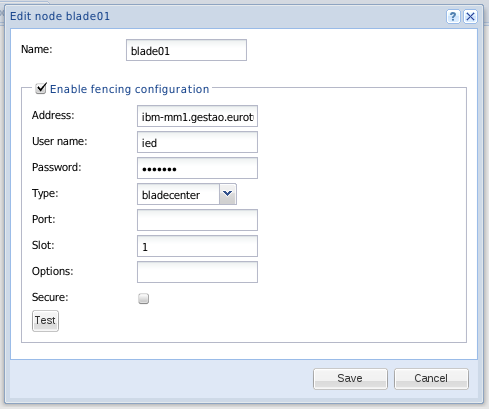 Edit node blade01
Name: blade01
Enable fencing configuration
Address: ibm-mm1.gestao.eurot
User name: ied
Password: •••••••
Type: bladecenter
Port:
Slot: 1
Options:
Secure:
Test
Save Cancel